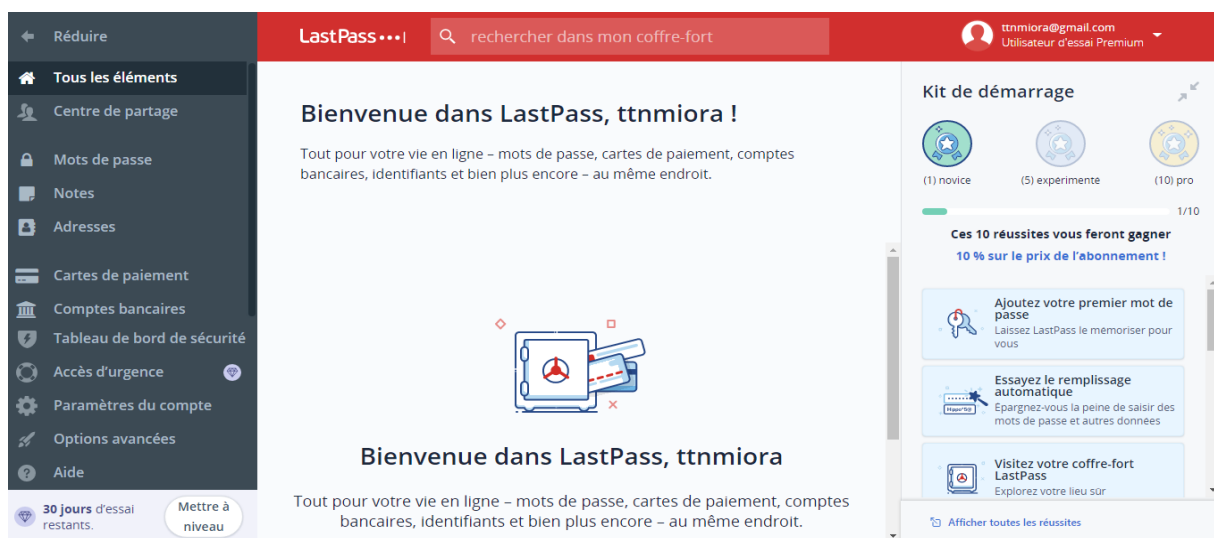 Réduire
Tous les éléments
Centre de partage
Mots de passe
Notes
Adresses
Cartes de paiement
Comptes bancaires
Tableau de bord de sécurité
Accès d'urgence
Paramètres du compte
Options avancées
Aide
30 jours d'essai
restants.
Mettre à
niveau
LastPass
rechercher dans mon coffre-fort
ttnmiora@gmail.com
Utilisateur d'essai Premium
Bienvenue dans LastPass, ttnmiora !
Tout pour votre vie en ligne – mots de passe, cartes de paiement, comptes
bancaires, identifiants et bien plus encore – au même endroit.
Bienvenue dans LastPass, ttnmiora
Tout pour votre vie en ligne – mots de passe, cartes de paiement, comptes
bancaires, identifiants et bien plus encore – au même endroit.
Kit de démarrage
(1) novice
(5) expérimenté
(10) pro
1/10
Ces 10 réussites vous feront gagner
10 % sur le prix de l'abonnement !
Ajoutez votre premier mot de
passe
Laissez LastPass le mémoriser pour
vous
Essayez le remplissage
automatique
Épargnez-vous la peine de saisir des
mots de passe et autres données
Visitez votre coffre-fort
LastPass
Explorez votre lieu sûr
Afficher toutes les réussites